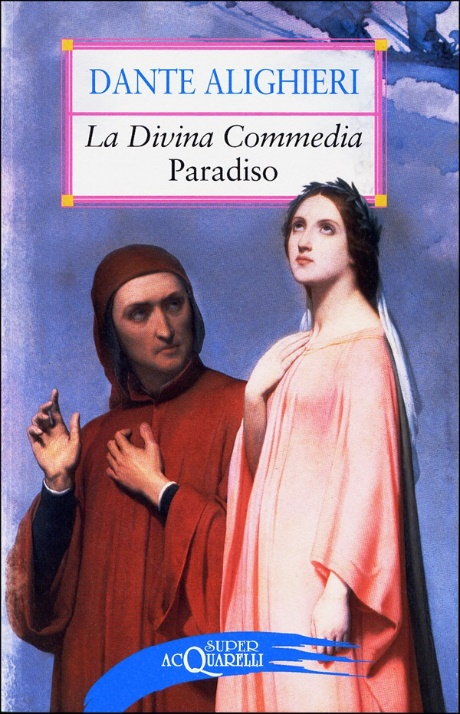 DANTE ALIGHIERI
La Divina Commedia
Paradiso
SUPER
ACQUARELLI